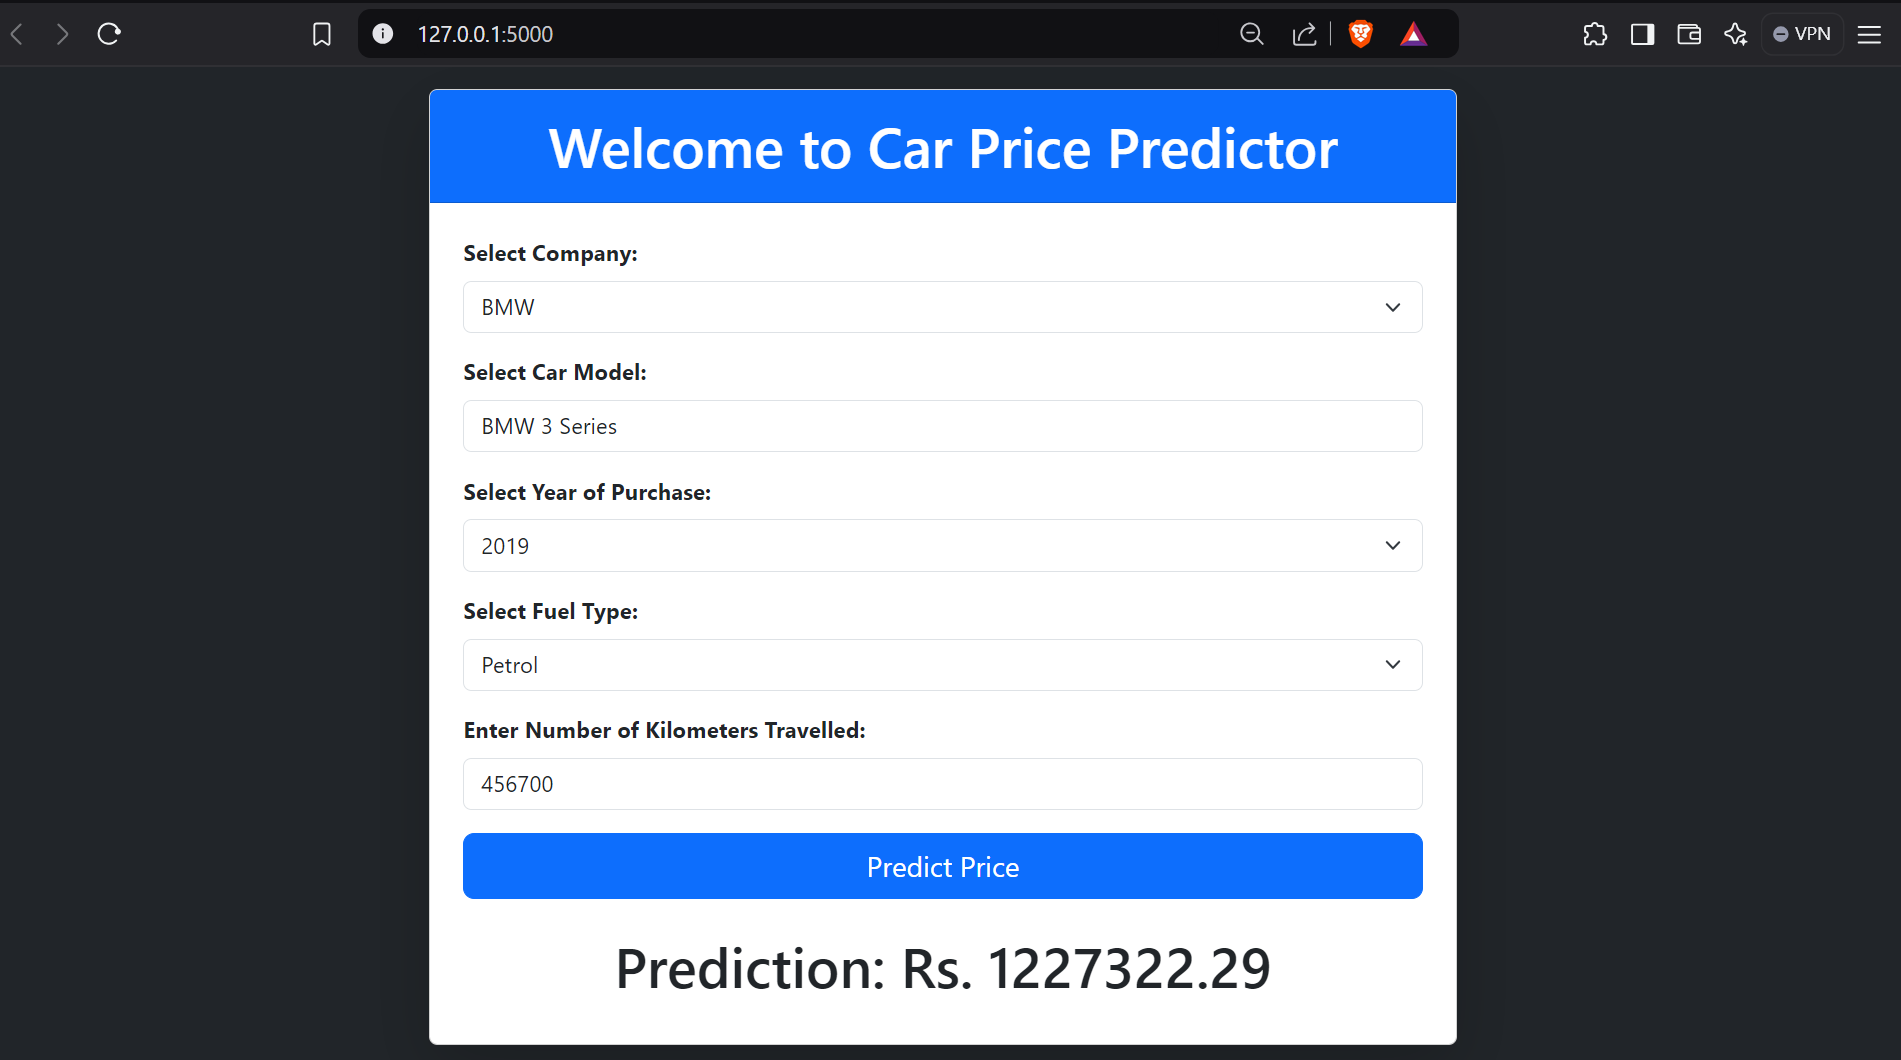 127.0.0.1:5000
VPN
Welcome to Car Price Predictor
Select Company:
BMW
Select Car Model:
BMW 3 Series
Select Year of Purchase:
2019
Select Fuel Type:
Petrol
Enter Number of Kilometers Travelled:
456700
Predict Price
Prediction: Rs. 1227322.29